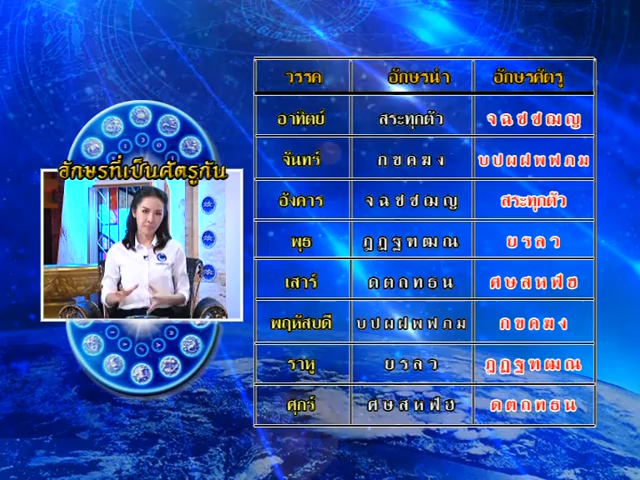 อักษรที่เป็นศัตรูกัน
วรรค อักษรนำ อักษรศัตรู
อาทิตย์ สระทุกตัว จ ฉ ช ซ ฌ ญ
จันทร์ ก ข ค ฆ ง บ ป ผ ฝ พ ฟ ภ ม
อังคาร จ ฉ ช ซ ฌ ญ สระทุกตัว
พุธ ฎ ฏ ฐ ฑ ฒ ณ ย ร ล ว
เสาร์ ด ต ถ ท ธ น ศ ษ ส ห ฬ ฮ
พฤหัสบดี บ ป ผ ฝ พ ฟ ภ ม ก ข ค ฆ ง
ราหู ย ร ล ว ฎ ฏ ฐ ฑ ฒ ณ
ศุกร์ ศ ษ ส ห ฬ ฮ ด ต ถ ท ธ น